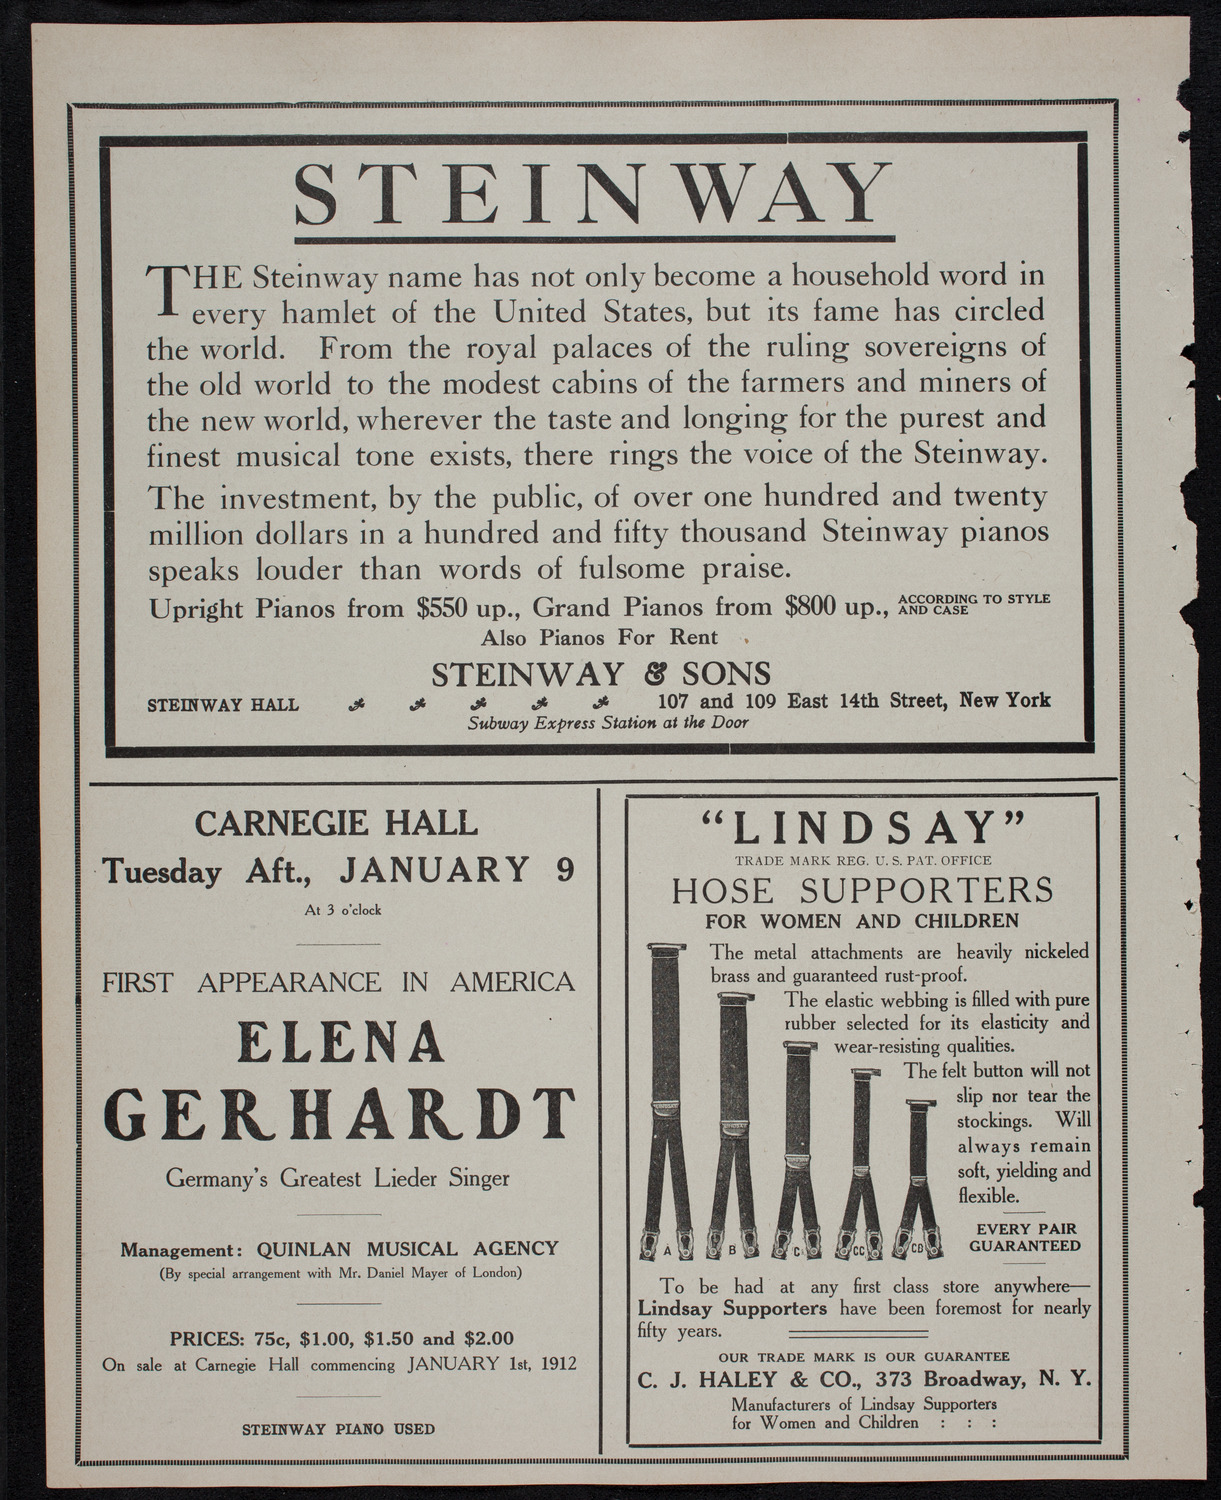 STEINWAY
THE Steinway name has not only become a household word in
every hamlet of the United States, but its fame has circled
the world. From the royal palaces of the ruling sovereigns of
the old world to the modest cabins of the farmers and miners of
the new world, wherever the taste and longing for the purest and
finest musical tone exists, there rings the voice of the Steinway.
The investment, by the public, of over one hundred and twenty
million dollars in a hundred and fifty thousand Steinway pianos
speaks louder than words of fulsome praise.
Upright Pianos from $550 up., Grand Pianos from $800 up., ACCORDING TO STYLE
AND CASE
Also Pianos For Rent
STEINWAY & SONS
STEINWAY HALL 107 and 109 East 14th Street, New York
Subway Express Station at the Door
CARNEGIE HALL
Tuesday Aft., JANUARY 9
At 3 o'clock
FIRST APPEARANCE IN AMERICA
ELENA
GERHARDT
Germany's Greatest Lieder Singer
Management: QUINLAN MUSICAL AGENCY
(By special arrangement with Mr. Daniel Mayer of London)
PRICES: 75c, $1.00, $1.50 and $2.00
On sale at Carnegie Hall commencing JANUARY 1st, 1912
STEINWAY PIANO USED
"LINDSAY"
TRADE MARK REG. U. S. PAT. OFFICE
HOSE SUPPORTERS
FOR WOMEN AND CHILDREN
The metal attachments are heavily nickeled
brass and guaranteed rust-proof.
The elastic webbing is filled with pure
rubber selected for its elasticity and
wear-resisting qualities.
The felt button will not
slip nor tear the
stockings. Will
always remain
soft, yielding and
flexible.
EVERY PAIR
GUARANTEED
A B C CC CD
To be had at any first class store anywhere—
Lindsay Supporters have been foremost for nearly
fifty years.
OUR TRADE MARK IS OUR GUARANTEE
C. J. HALEY & CO., 373 Broadway, N. Y.
Manufacturers of Lindsay Supporters
for Women and Children : : :